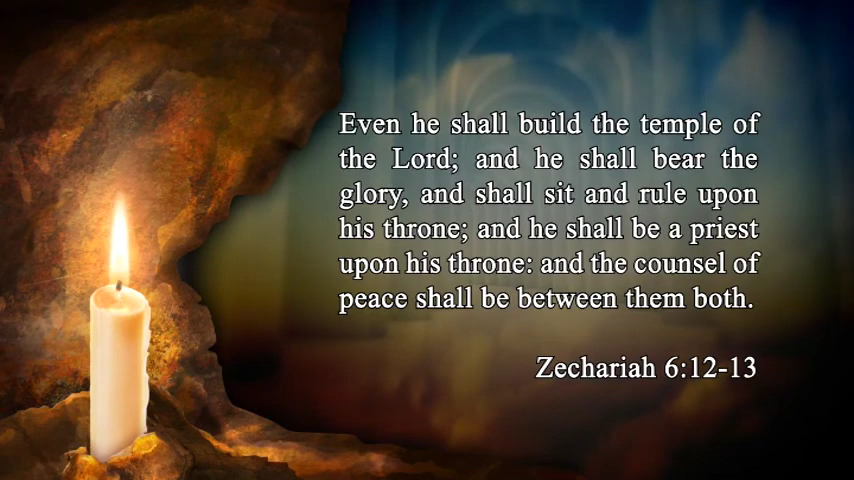 Even he shall build the temple of
the Lord; and he shall bear the
glory, and shall sit and rule upon
his throne; and he shall be a priest
upon his throne: and the counsel of
peace shall be between them both.
Zechariah 6:12-13